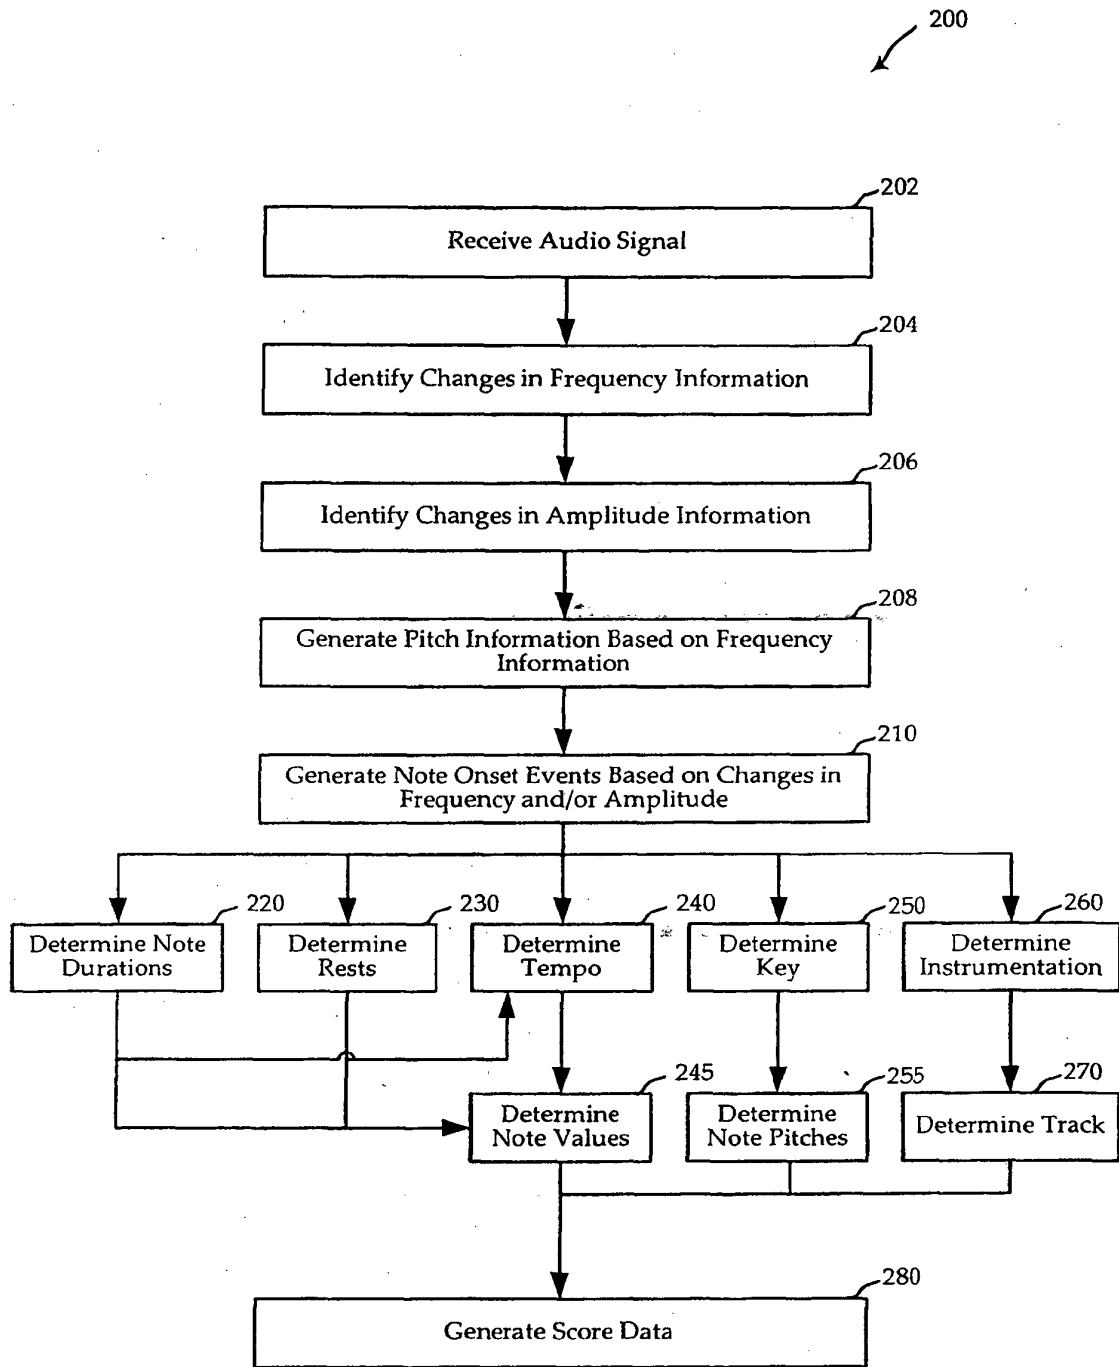 200
202
Receive Audio Signal
204
Identify Changes in Frequency Information
206
Identify Changes in Amplitude Information
208
Generate Pitch Information Based on Frequency
Information
210
Generate Note Onset Events Based on Changes in
Frequency and/or Amplitude
220
Determine Note
Durations
230
Determine
Rests
240
Determine
Tempo
250
Determine
Key
260
Determine
Instrumentation
245
Determine
Note Values
255
Determine
Note Pitches
270
Determine Track
280
Generate Score Data